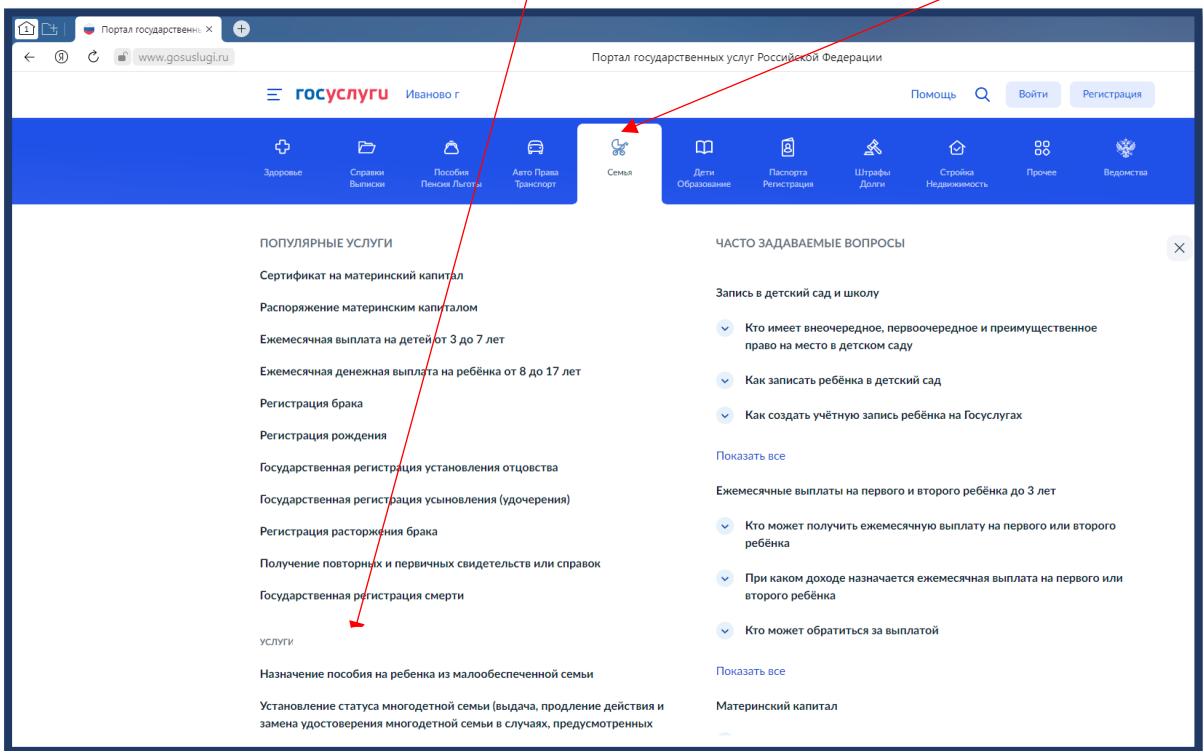 1
Портал государственнь
www.gosuslugi.ru
Портал государственных услуг Российской Федерации
госуслуги
Иваново г
Помощь
Войти
Регистрация
Здоровье
Справки
Выписки
Пособия
Пенсия Льготы
Авто Права
Транспорт
Семья
Дети
Образование
Паспорта
Регистрация
Штрафы
Долги
Стройка
Недвижимость
Прочее
Ведомства
ПОПУЛЯРНЫЕ УСЛУГИ
Сертификат на материнский капитал
Распоряжение материнским капиталом
Ежемесячная выплата на детей от 3 до 7 лет
Ежемесячная денежная выплата на ребёнка от 8 до 17 лет
Регистрация брака
Регистрация рождения
Государственная регистрация установления отцовства
Государственная регистрация усыновления (удочерения)
Регистрация расторжения брака
Получение повторных и первичных свидетельств или справок
Государственная регистрация смерти
УСЛУГИ
Назначение пособия на ребенка из малообеспеченной семьи
Установление статуса многодетной семьи (выдача, продление действия и
замена удостоверения многодетной семьи в случаях, предусмотренных
ЧАСТО ЗАДАВАЕМЫЕ ВОПРОСЫ
Запись в детский сад и школу
Кто имеет внеочередное, первоочередное и преимущественное
право на место в детском саду
Как записать ребёнка в детский сад
Как создать учётную запись ребёнка на Госуслугах
Показать все
Ежемесячные выплаты на первого и второго ребёнка до 3 лет
Кто может получить ежемесячную выплату на первого или второго
ребёнка
При каком доходе назначается ежемесячная выплата на первого или
второго ребёнка
Кто может обратиться за выплатой
Показать все
Материнский капитал